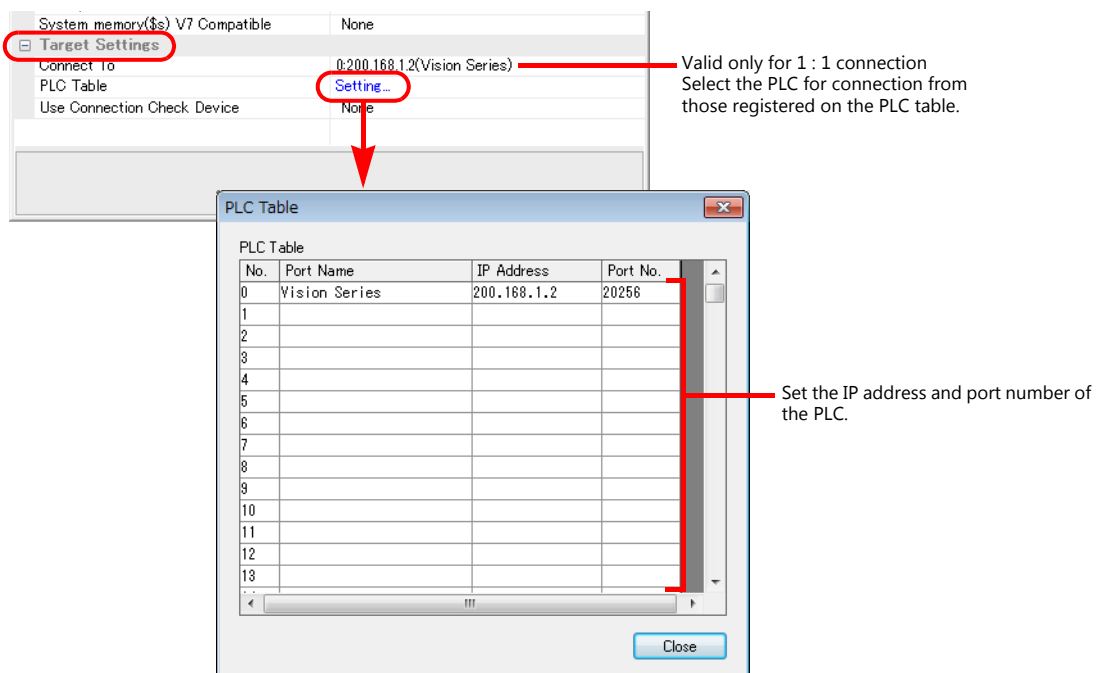 System memory($s) V7 Compatible None
Target Settings
Connect To 0:200.168.1.2(Vision Series)
PLC Table Setting...
Use Connection Check Device None
Valid only for 1 : 1 connection
Select the PLC for connection from
those registered on the PLC table.
PLC Table
PLC Table
No. Port Name IP Address Port No.
0 Vision Series 200.168.1.2 20256
1
2
3
4
5
6
7
8
9
10
11
12
13
Set the IP address and port number of
the PLC.
Close